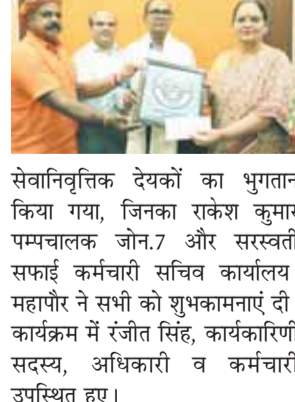 सेवानिवृत्तिक देयकों का भुगतान
किया गया, जिनका राकेश कुमार
पम्पचालक जोन.7 और सरस्वती
सफाई कर्मचारी सचिव कार्यालय
महापौर ने सभी को शुभकामनाएं दी
कार्यक्रम में रंजीत सिंह, कार्यकारिणी
सदस्य, अधिकारी व कर्मचारी
उपस्थित हुए।